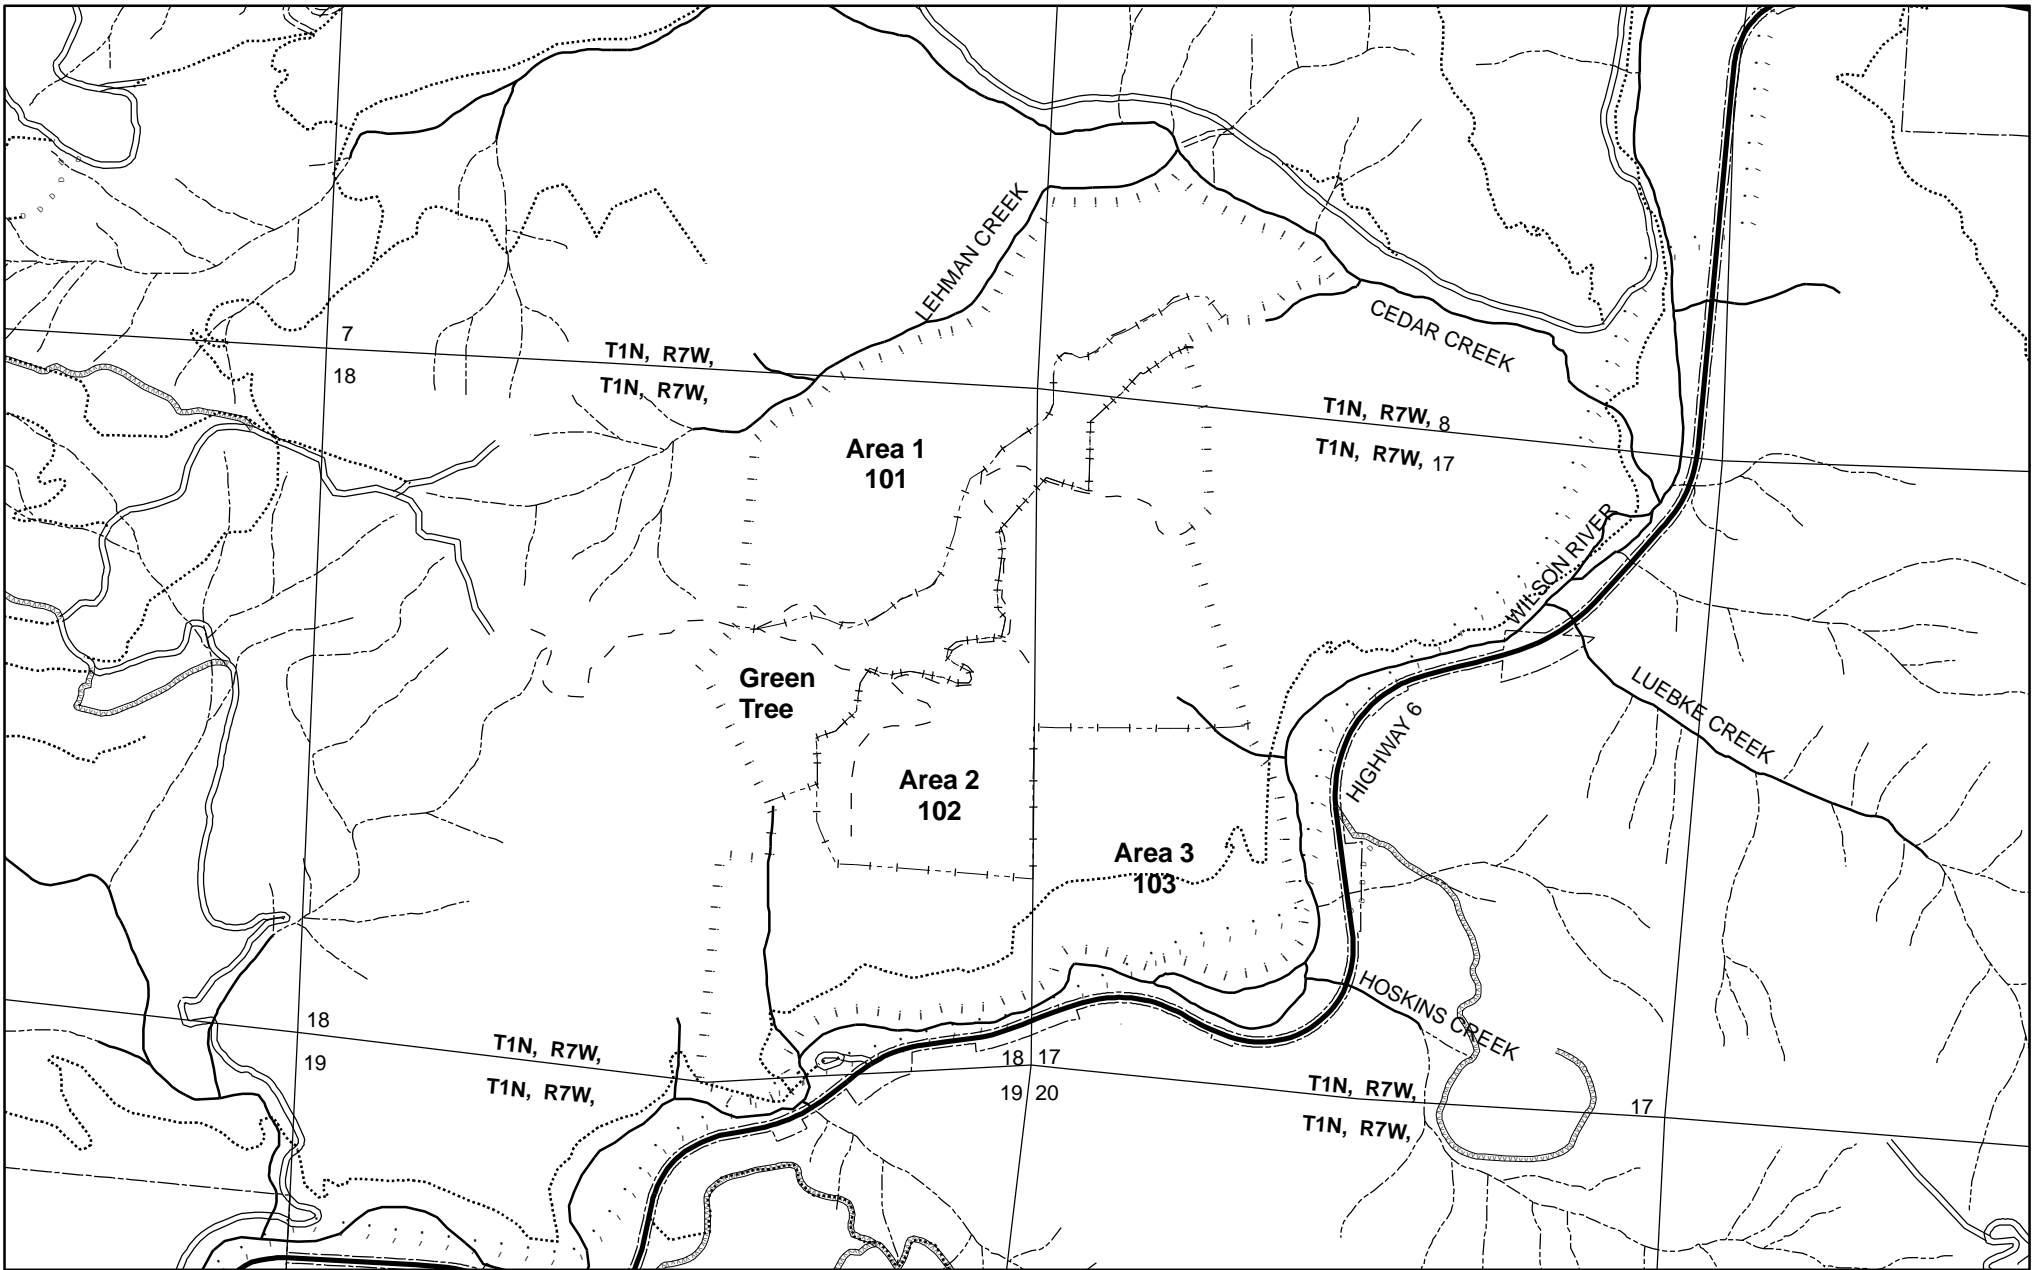 LEHMAN CREEK
CEDAR CREEK
7
18
T1N, R7W,
T1N, R7W,
T1N, R7W, 8
T1N, R7W, 17
Area 1
101
WILSON RIVER
Green
Tree
LUEBKE CREEK
HIGHWAY 6
Area 2
102
Area 3
103
HOSKINS CREEK
18
19
T1N, R7W,
T1N, R7W,
18 17
19 20
T1N, R7W,
T1N, R7W,
17